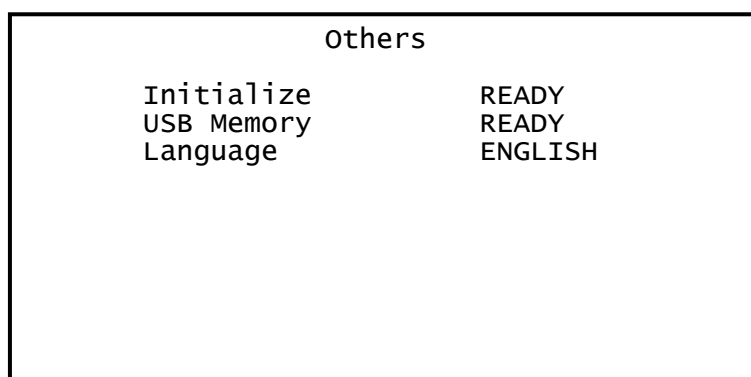 Others
Initialize READY
USB Memory READY
Language ENGLISH